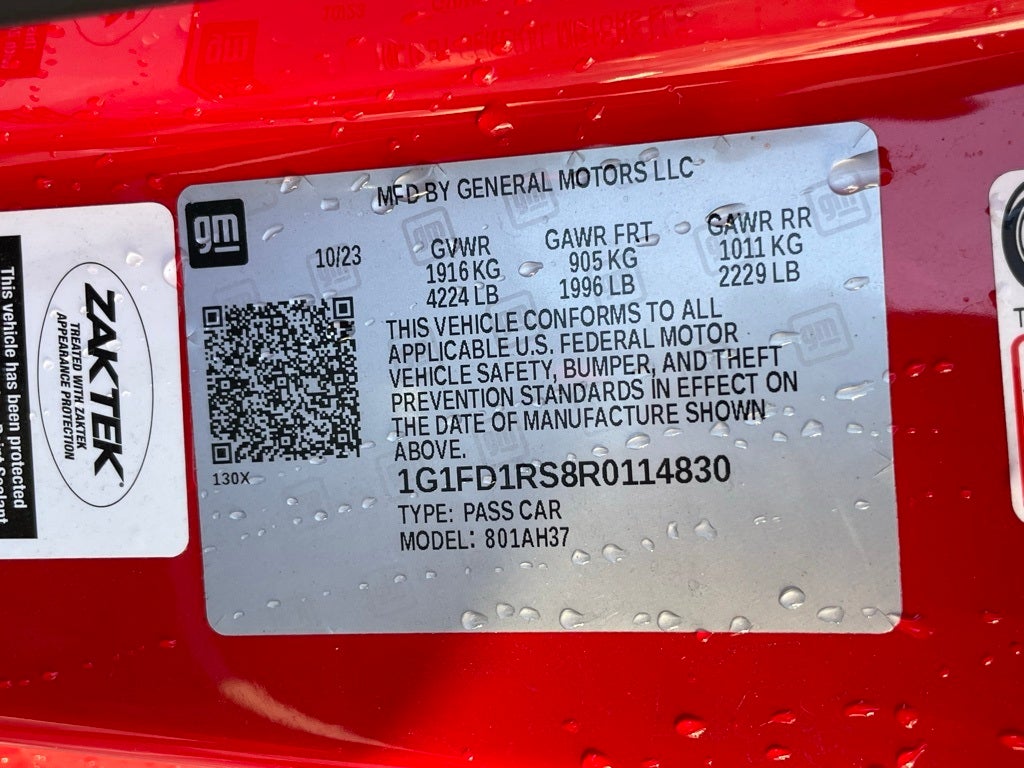 MFD BY GENERAL MOTORS LLC
gm
10/23
GVWR
1916 KG
4224 LB
GAWR FRT
905 KG
1996 LB
GAWR RR
1011 KG
2229 LB
THIS VEHICLE CONFORMS TO ALL
APPLICABLE U.S. FEDERAL MOTOR
VEHICLE SAFETY, BUMPER, AND THEFT
PREVENTION STANDARDS IN EFFECT ON
THE DATE OF MANUFACTURE SHOWN
ABOVE.
130X
1G1FD1RS8R0114830
TYPE: PASS CAR
MODEL: 801AH37
ZAKTEK
TREATED WITH ZAKTEK
APPEARANCE PROTECTION
This vehicle has been protected